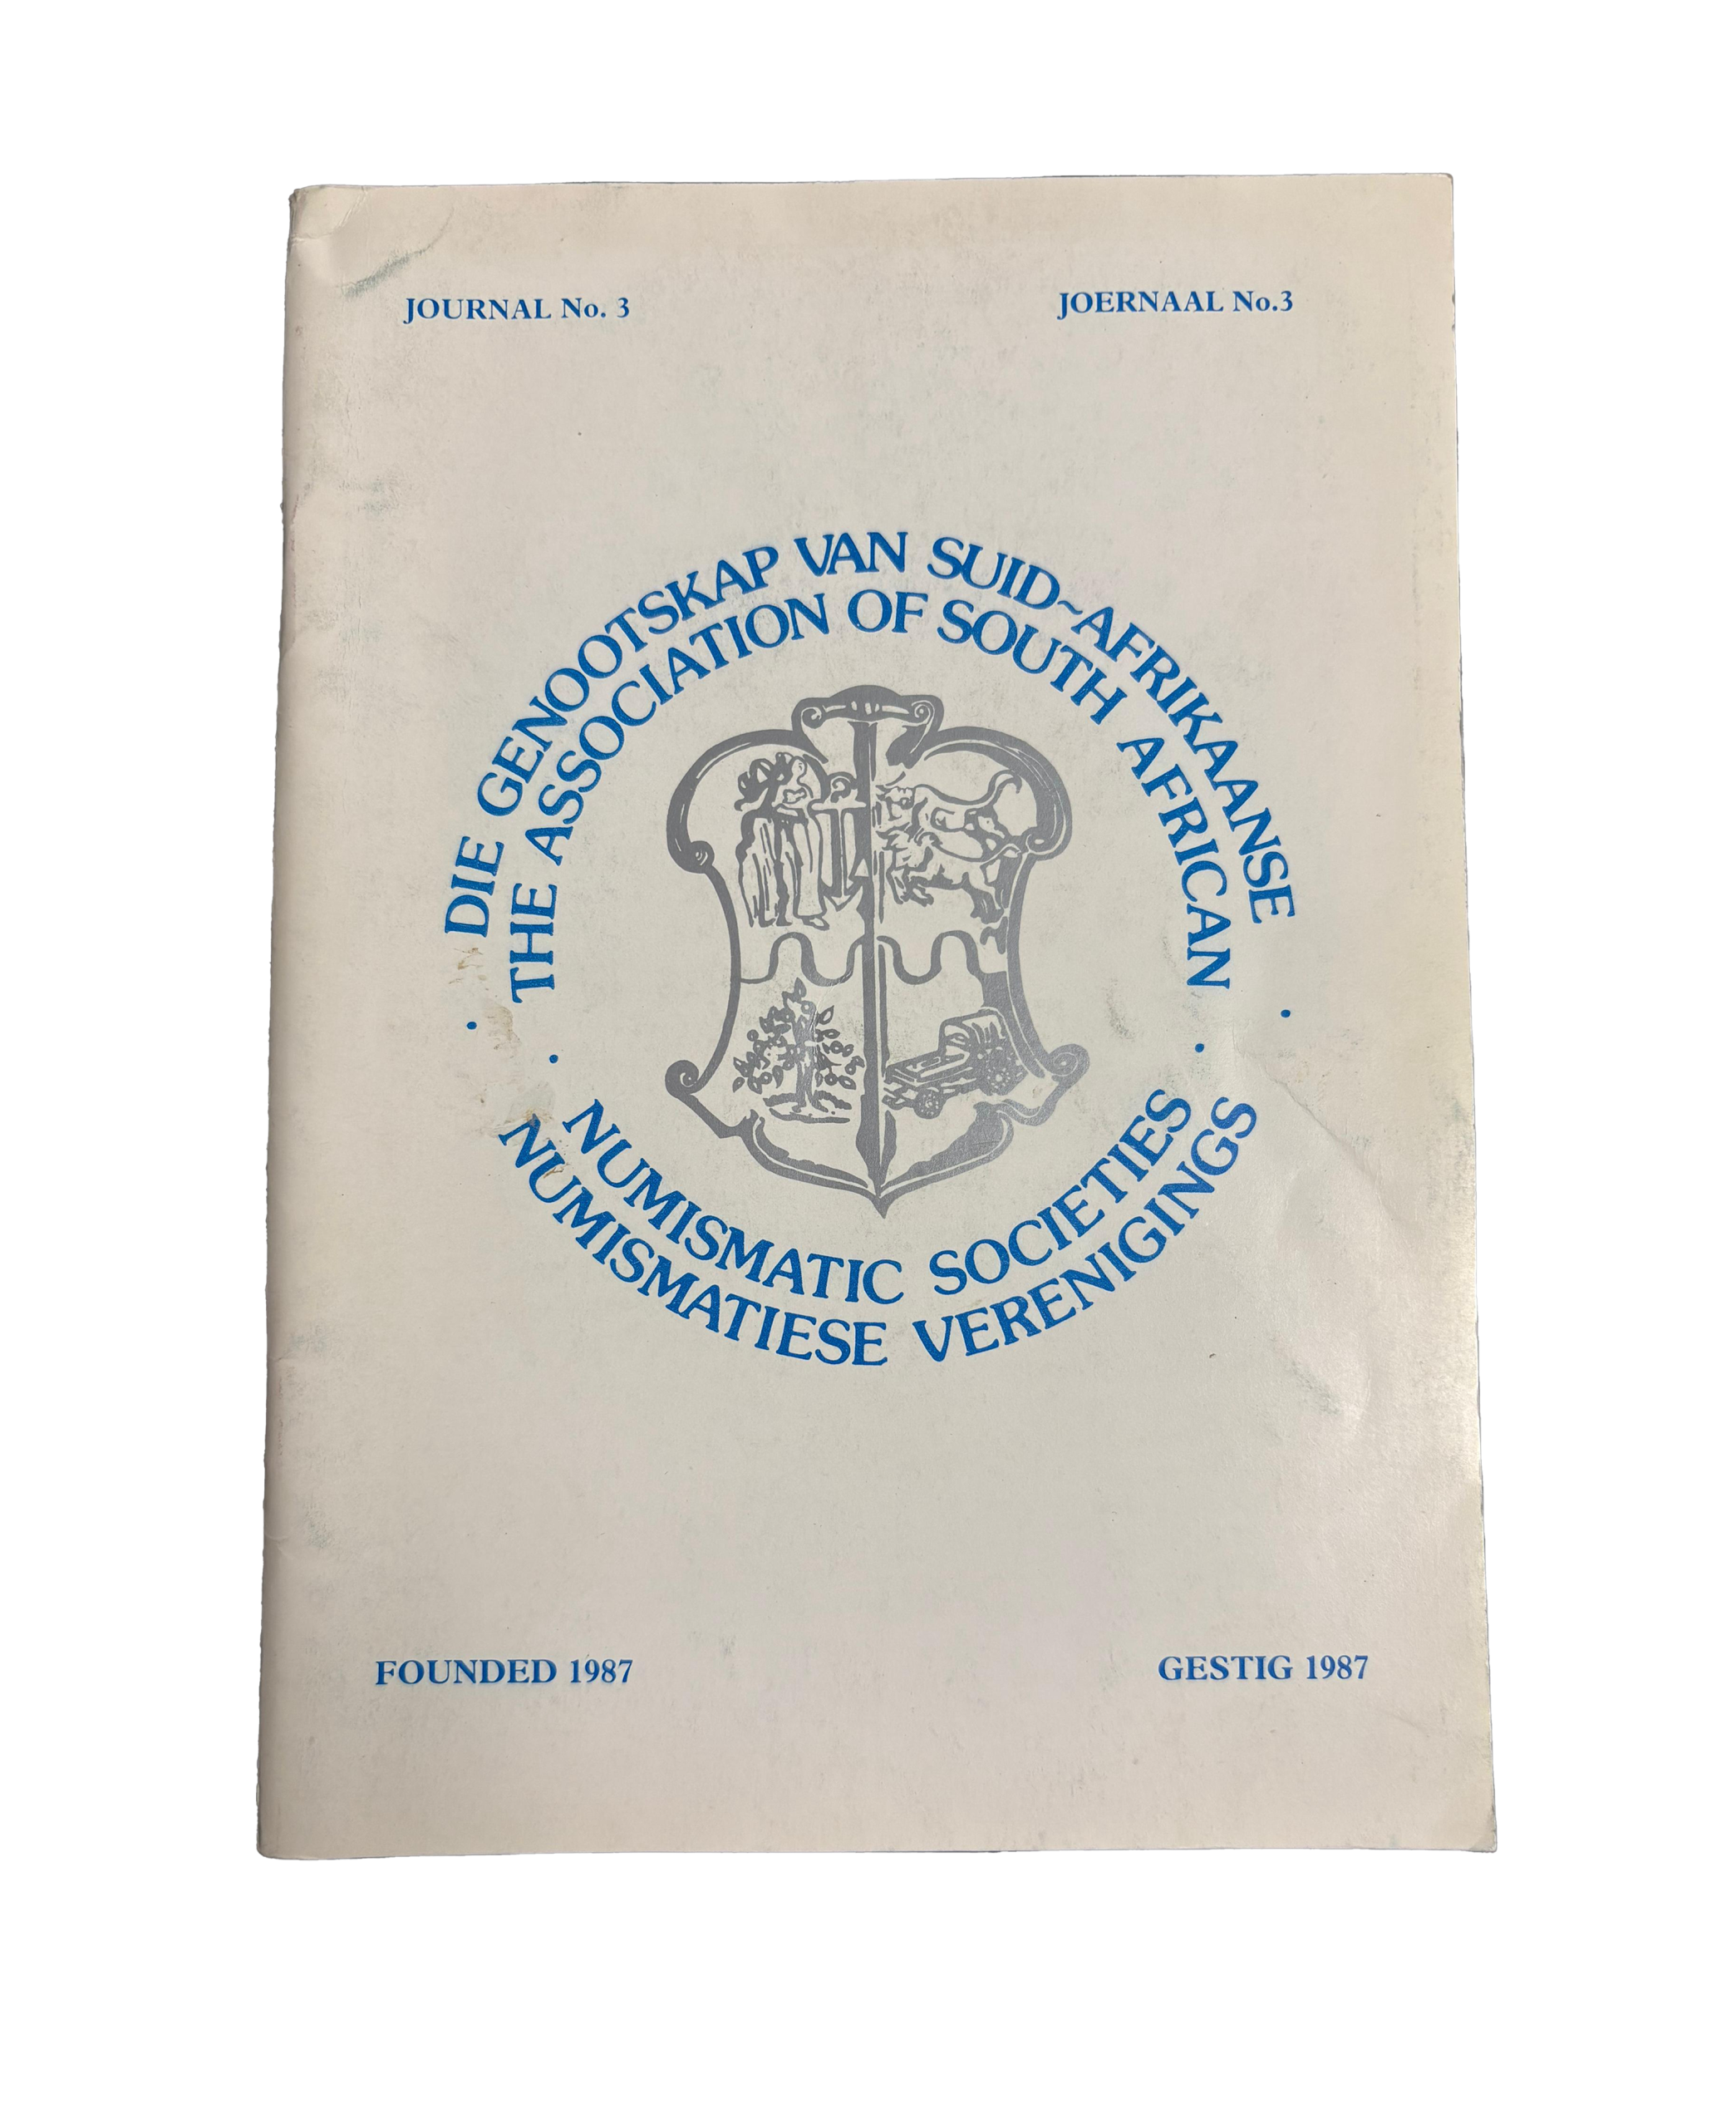 JOURNAL No. 3
JOERNAAL No.3
DIE GENOOTSKAP VAN SUID~AFRIKAANSE
THE ASSOCIATION OF SOUTH AFRICAN
NUMISMATIC SOCIETIES
NUMISMATIESE VERENIGINGS
FOUNDED 1987
GESTIG 1987